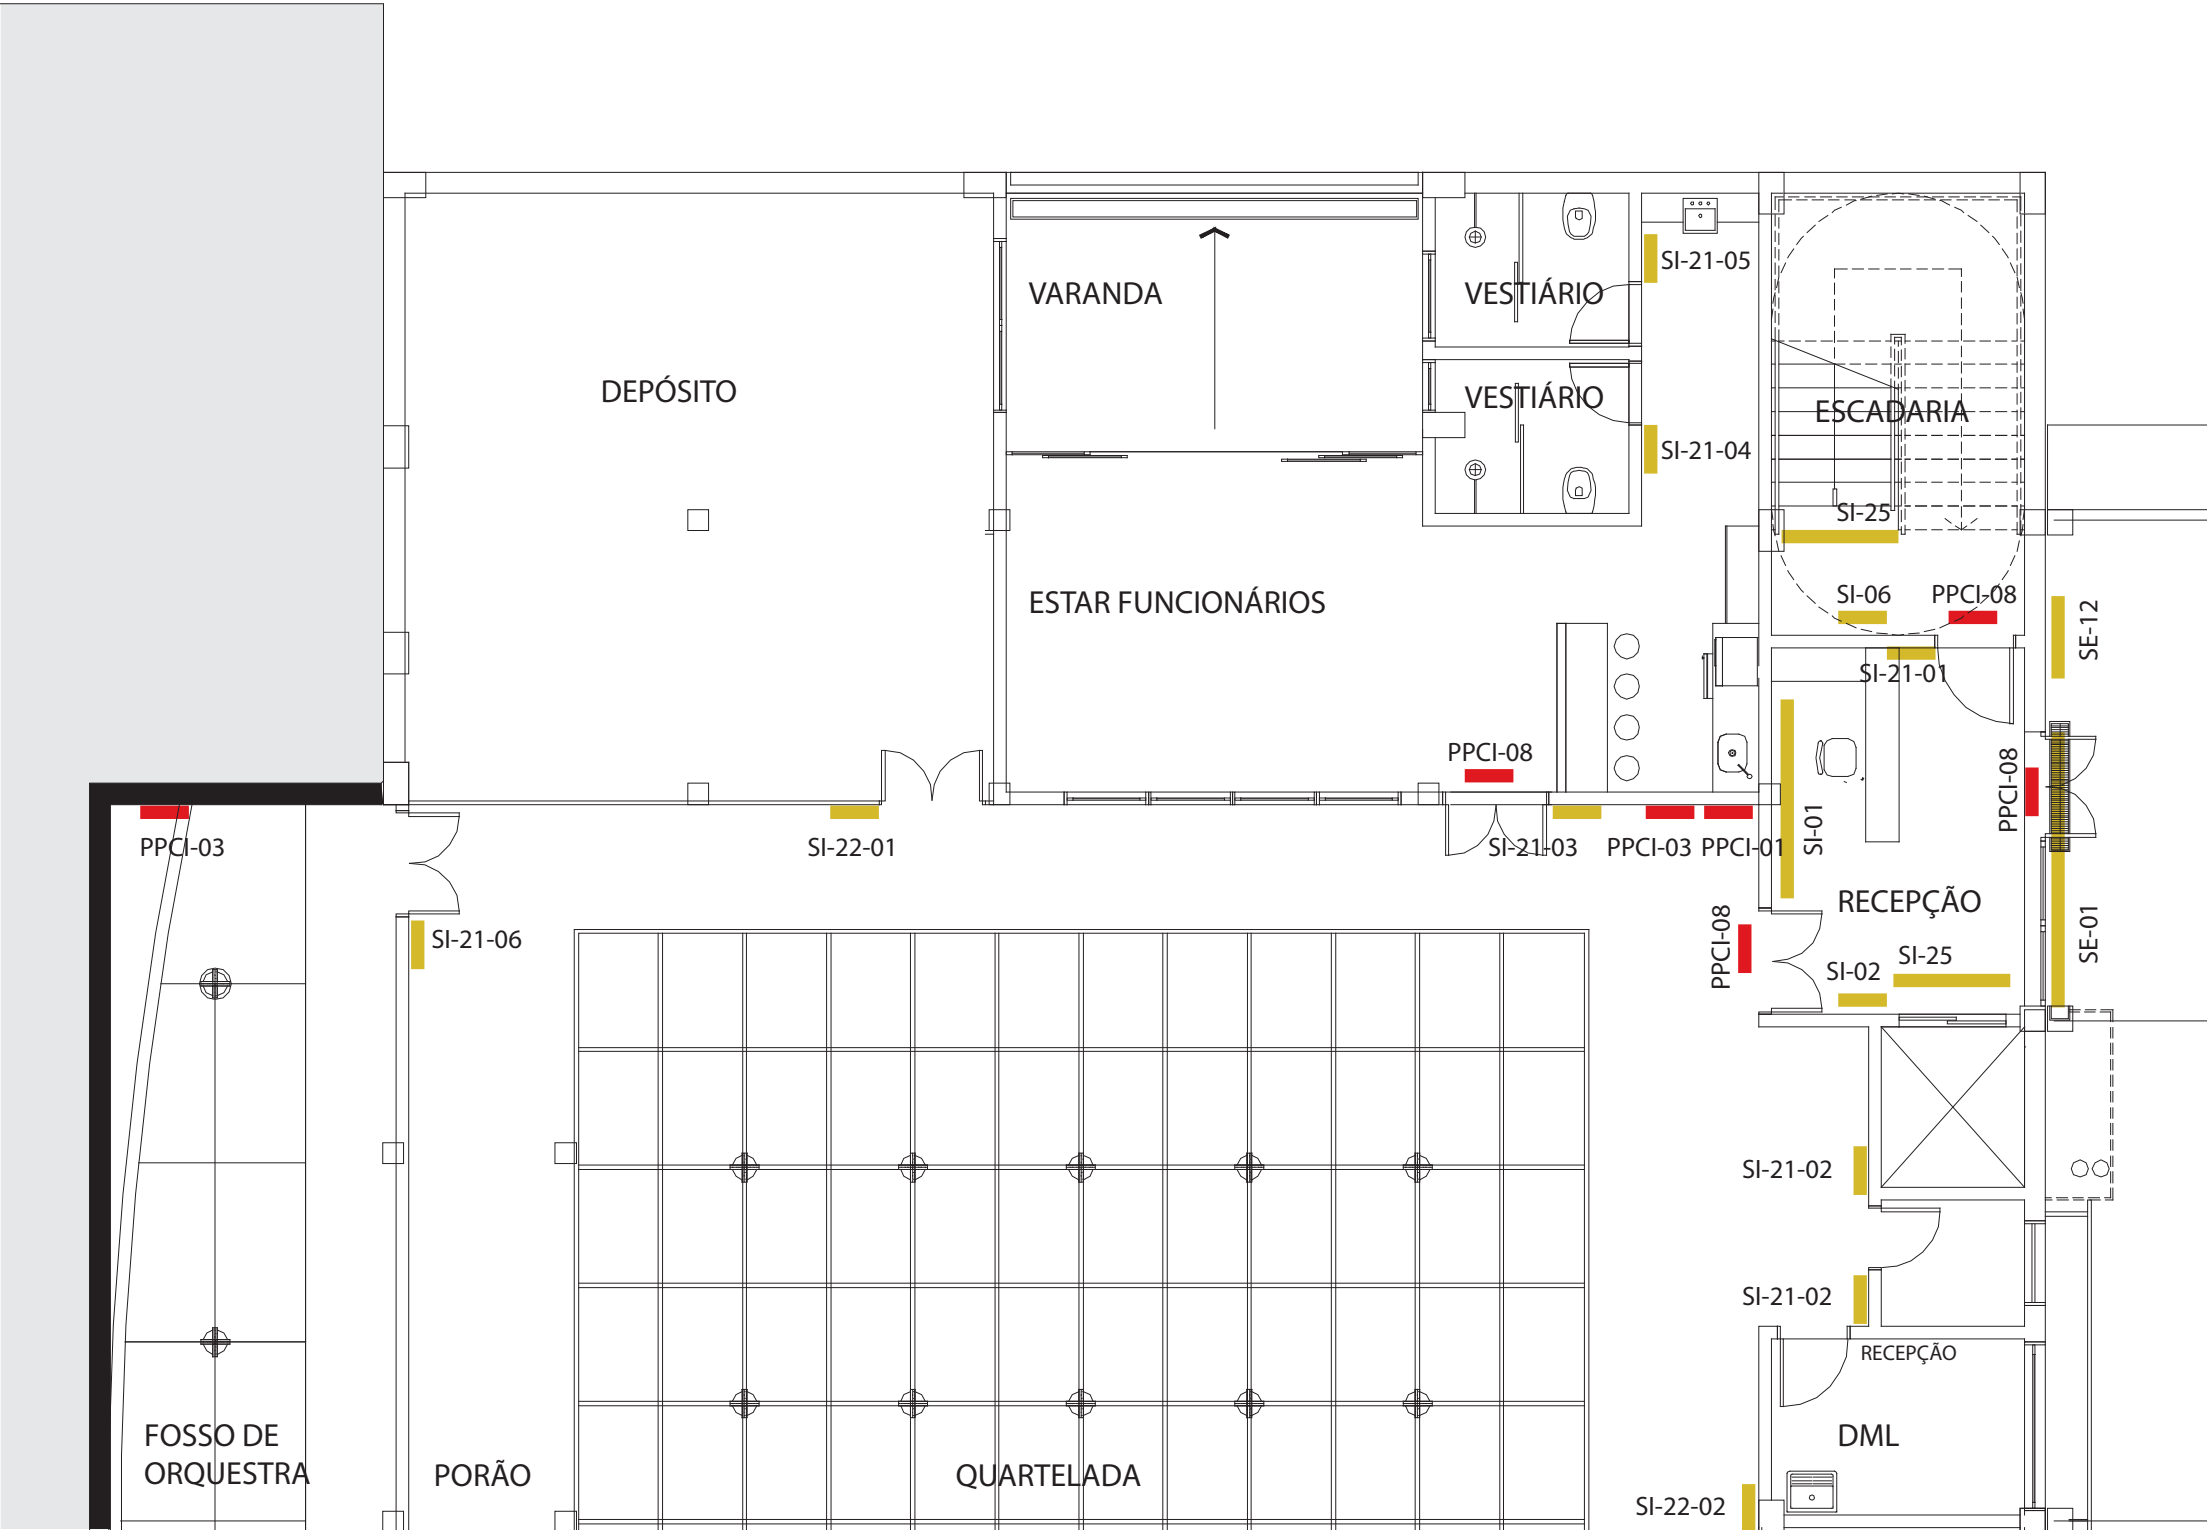 SI-21-05
VARANDA
VESTIÁRIO
DEPÓSITO
VESTIÁRIO
ESCADARIA
SI-21-04
SI-25
ESTAR FUNCIONÁRIOS
SI-06
PPCI-08
SE-12
SI-21-01
PPCI-08
PPCI-08
SI-01
PPCI-03
SI-22-01
SI-21-03
PPCI-03
PPCI-01
RECEPÇÃO
SE-01
SI-21-06
PPCI-08
SI-25
SI-02
SI-21-02
SI-21-02
RECEPÇÃO
FOSSO DE
ORQUESTRA
PORÃO
QUARTELADA
DML
SI-22-02